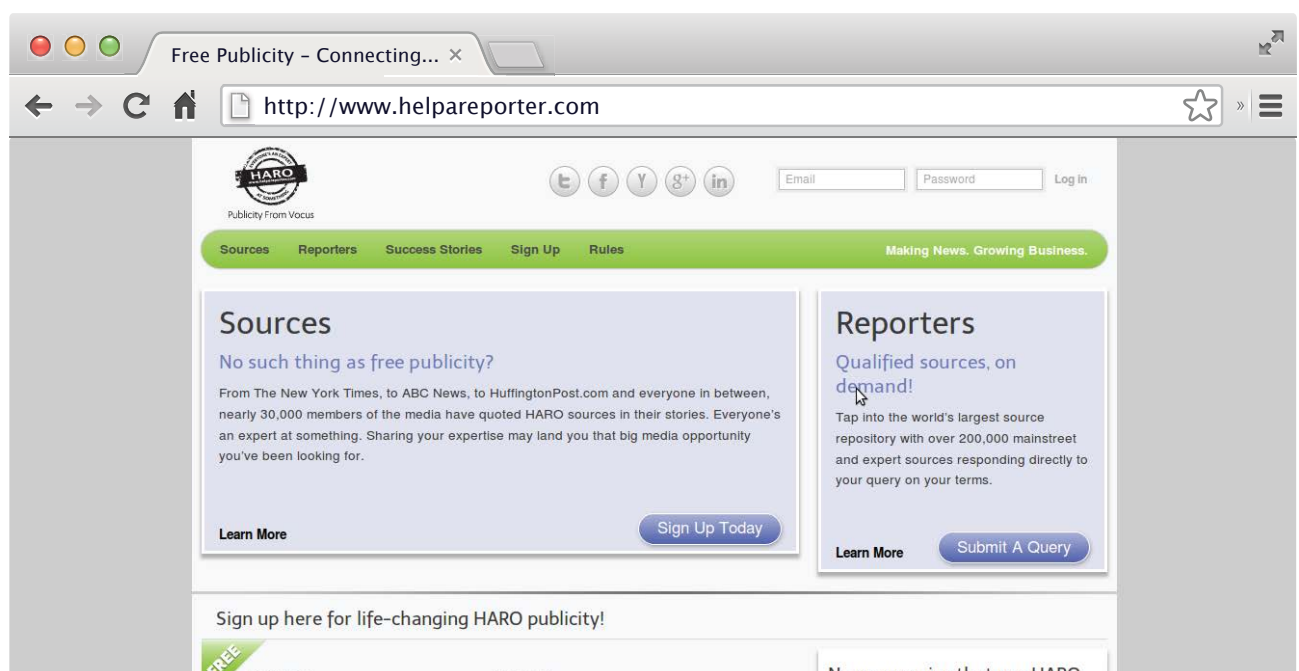 Free Publicity – Connecting... ×
http://www.helpareporter.com
»
HARO
Publicity From Vocus
Email
Password
Log in
Sources Reporters Success Stories Sign Up Rules
Making News. Growing Business.
Sources
No such thing as free publicity?
From The New York Times, to ABC News, to HuffingtonPost.com and everyone in between,
nearly 30,000 members of the media have quoted HARO sources in their stories. Everyone's
an expert at something. Sharing your expertise may land you that big media opportunity
you've been looking for.
Learn More
Sign Up Today
Reporters
Qualified sources, on
demand!
Tap into the world's largest source
repository with over 200,000 mainstreet
and expert sources responding directly to
your query on your terms.
Learn More
Submit A Query
Sign up here for life-changing HARO publicity!
FREE